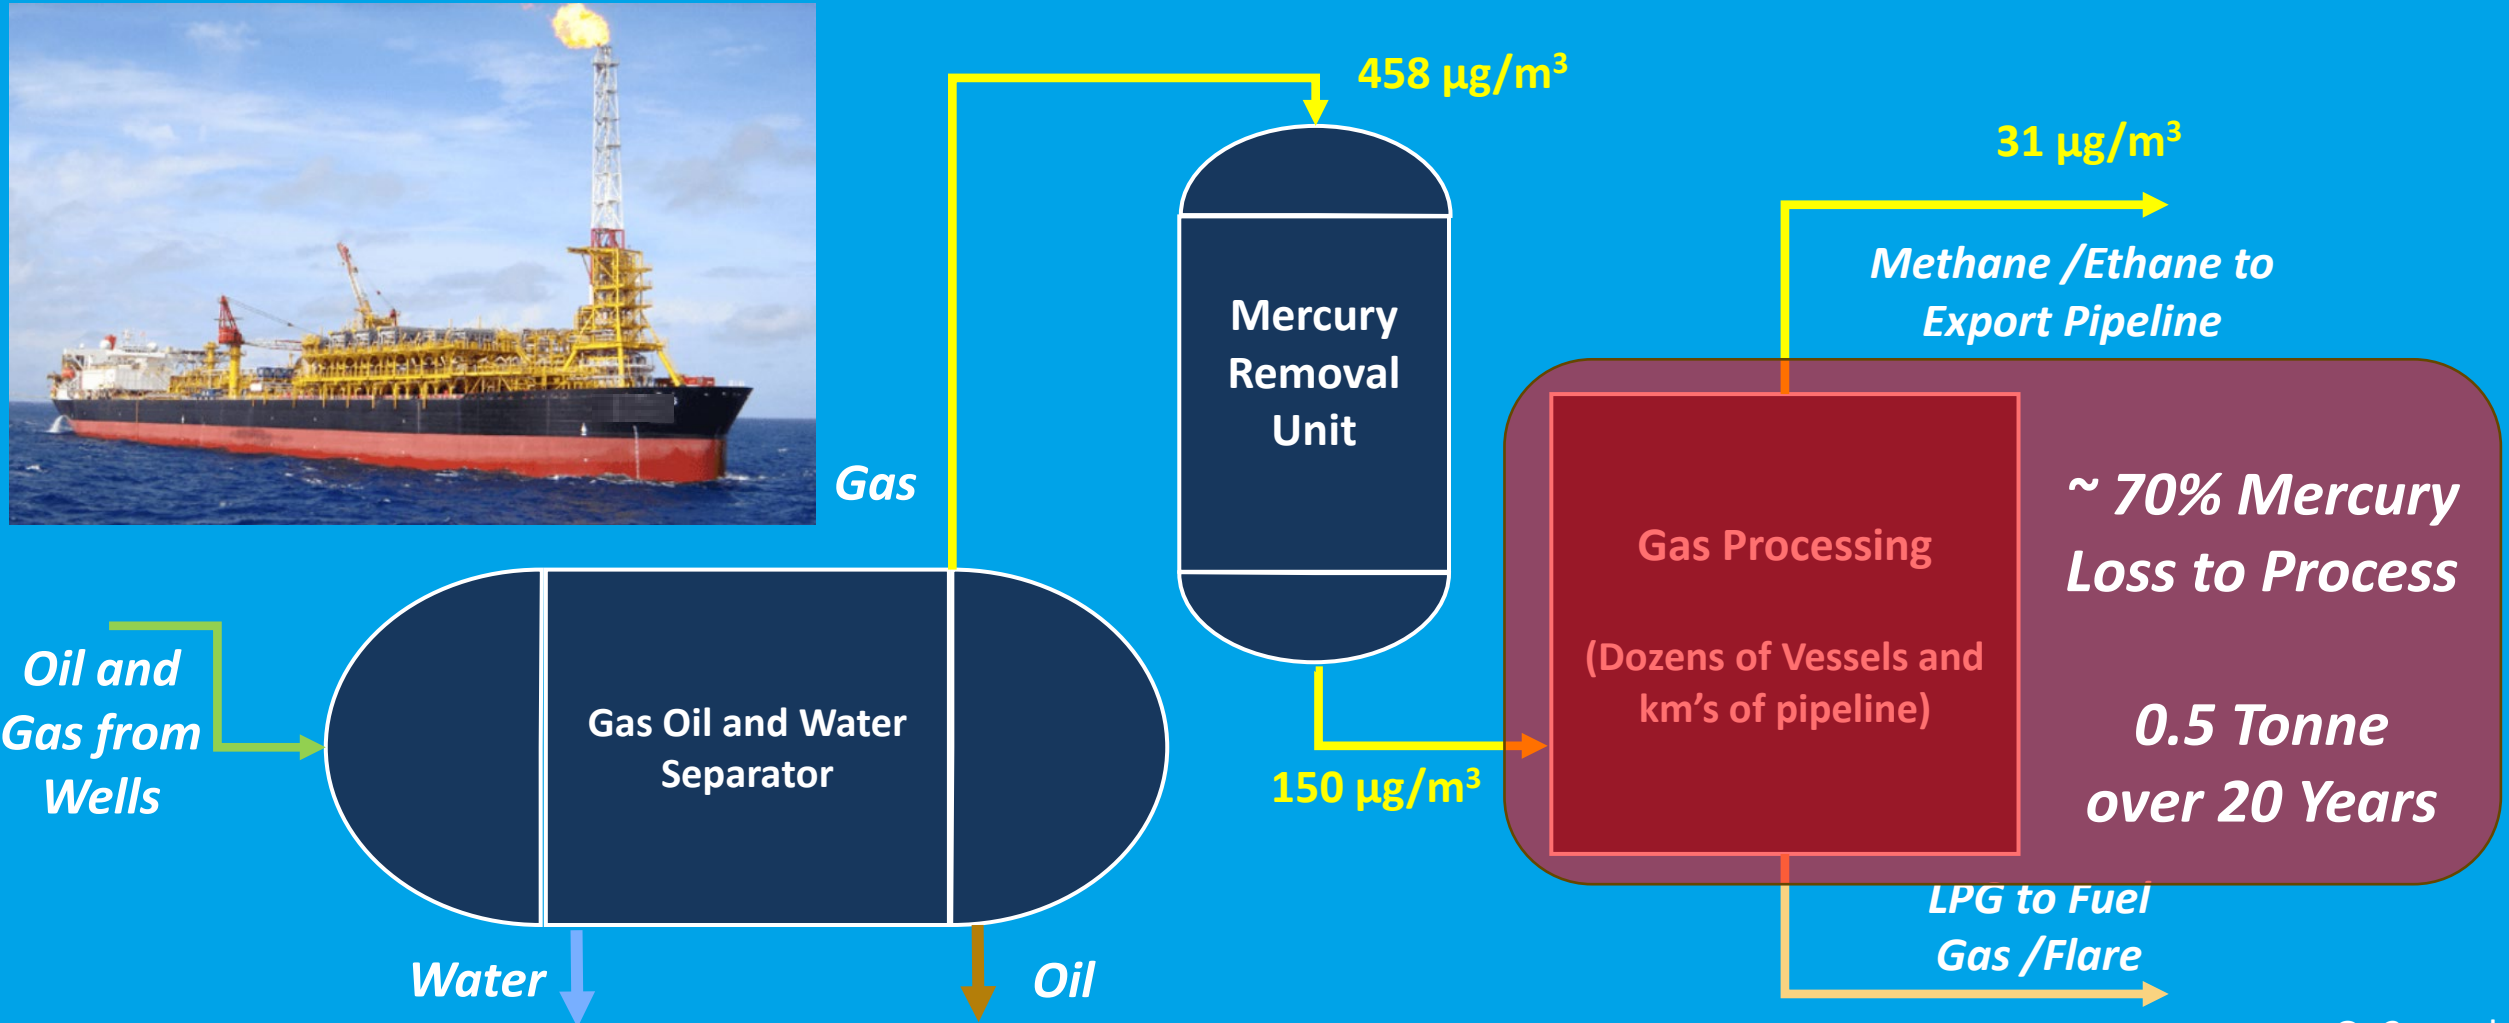 458 µg/m³
31 µg/m³
Methane /Ethane to
Export Pipeline
Mercury
Removal
Unit
Gas
~ 70% Mercury
Loss to Process
Gas Processing
(Dozens of Vessels and
km's of pipeline)
0.5 Tonne
over 20 Years
Oil and
Gas from
Wells
Gas Oil and Water
Separator
150 µg/m³
LPG to Fuel
Gas /Flare
Water
Oil